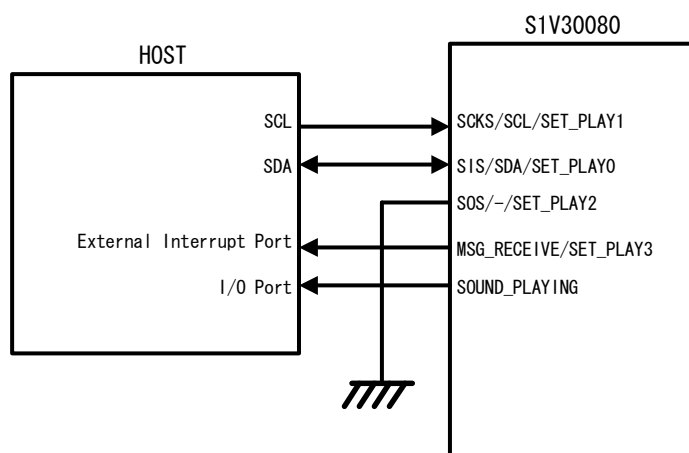 S1V30080
HOST
SCL
SCKS/SCL/SET_PLAY1
SDA
SIS/SDA/SET_PLAY0
SOS/-/SET_PLAY2
External Interrupt Port
MSG_RECEIVE/SET_PLAY3
I/O Port
SOUND_PLAYING